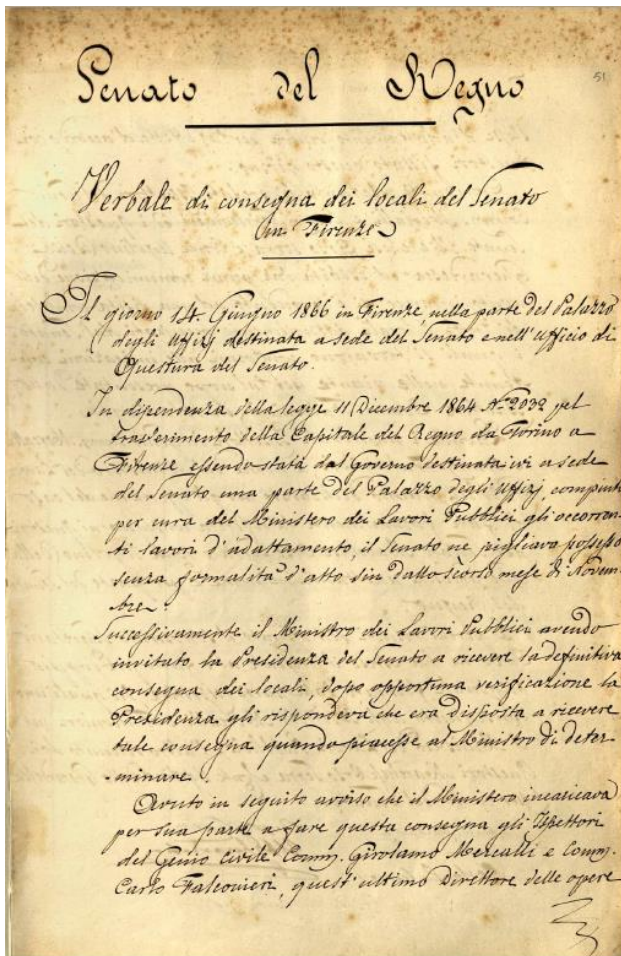 51
Senato del Regno
Verbale di consegna dei locali del Senato
in Firenze
Il giorno 14. Giugno 1866 in Firenze, nella parte del Palazzo
degli Uffizj destinata a sede del Senato e nell'Ufficio di
Questura del Senato.
In dipendenza della legge 11 Dicembre 1864 No. 2032 pel
trasferimento della Capitale del Regno da Torino a
Firenze essendo stata dal Governo destinata ivi a sede
del Senato una parte del Palazzo degli Uffizj, compiuti
per cura del Ministero dei Lavori Pubblici gli occorren-
ti lavori d'adattamento, il Senato ne pigliava possesso
senza formalità d'atto sin dallo scorso mese di Novem-
bre.
Successivamente il Ministro dei Lavori Pubblici avendo
invitato la Presidenza del Senato a ricevere la definitiva
consegna dei locali, dopo opportuna verificazione la
Presidenza gli rispondeva che era disposta a ricevere
tale consegna quando piacesse al Ministro di deter-
-minare.
Avuto in seguito avviso che il Ministero incaricava
per sua parte a fare questa consegna gli Ispettori
del Genio Civile Comm. Girolamo Mercalli e Comm.
Carlo Falconieri, quest'ultimo Direttore delle opere